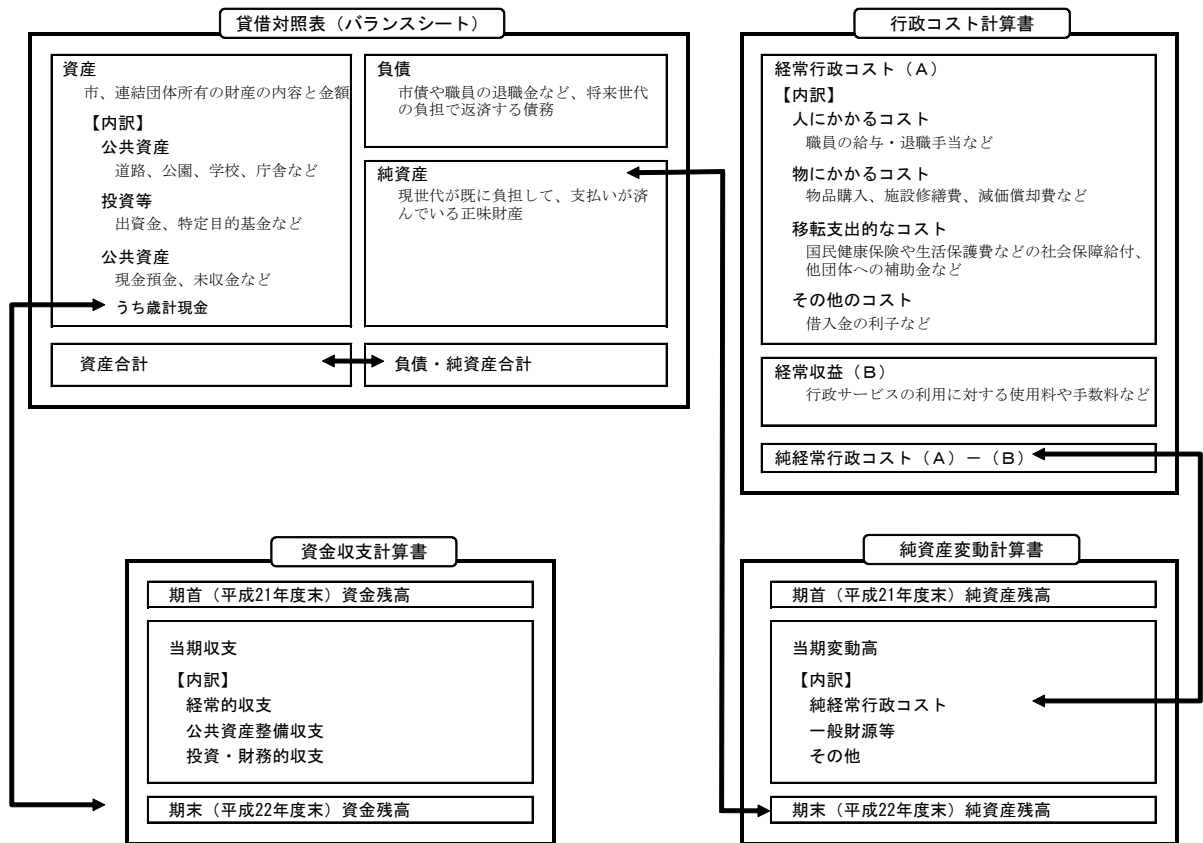 貸借対照表（バランスシート）
資産
市、連結団体所有の財産の内容と金額
【内訳】
公共資産
道路、公園、学校、庁舎など
投資等
出資金、特定目的基金など
公共資産
現金預金、未収金など
うち歳計現金
負債
市債や職員の退職金など、将来世代
の負担で返済する債務
純資産
現世代が既に負担して、支払いが済
んでいる正味財産
資産合計
負債・純資産合計
行政コスト計算書
経常行政コスト（Ａ）
【内訳】
人にかかるコスト
職員の給与・退職手当など
物にかかるコスト
物品購入、施設修繕費、減価償却費など
移転支出的なコスト
国民健康保険や生活保護費などの社会保障給付、
他団体への補助金など
その他のコスト
借入金の利子など
経常収益（Ｂ）
行政サービスの利用に対する使用料や手数料など
純経常行政コスト（Ａ）－（Ｂ）
資金収支計算書
期首（平成21年度末）資金残高
当期収支
【内訳】
経常的収支
公共資産整備収支
投資・財務的収支
期末（平成22年度末）資金残高
純資産変動計算書
期首（平成21年度末）純資産残高
当期変動高
【内訳】
純経常行政コスト
一般財源等
その他
期末（平成22年度末）純資産残高